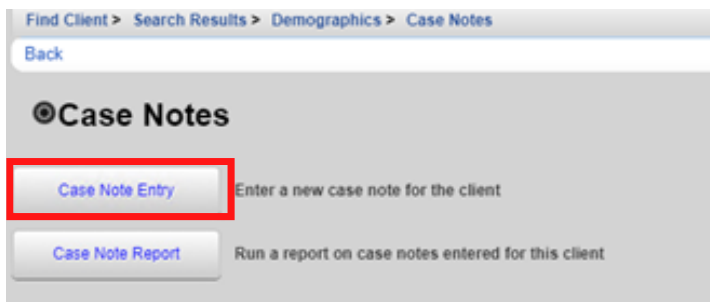 Find Client > Search Results > Demographics > Case Notes
Back
Case Notes
Case Note Entry Enter a new case note for the client
Case Note Report Run a report on case notes entered for this client